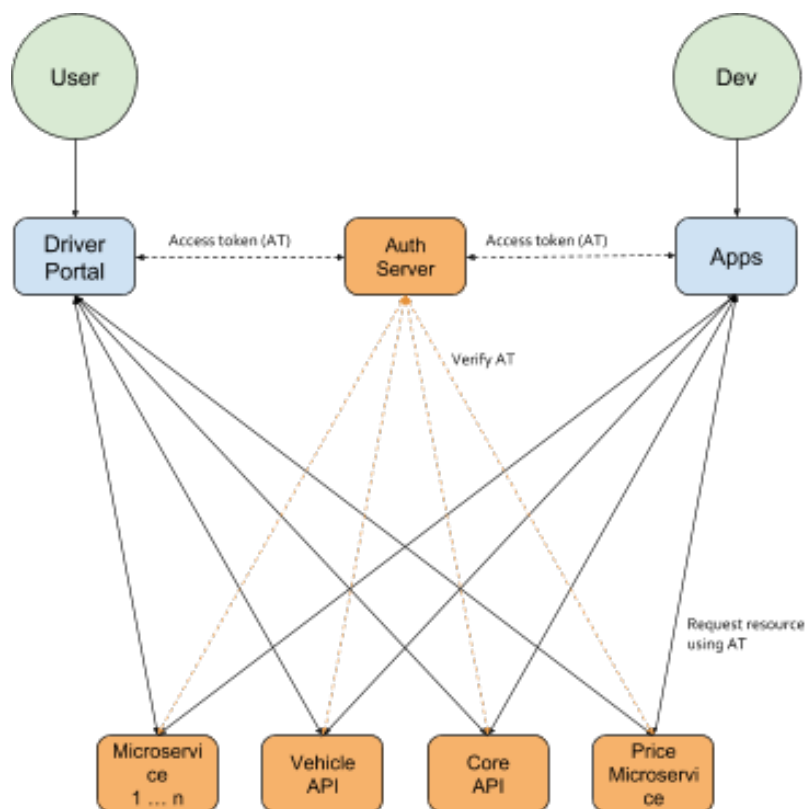 User
Dev
Driver
Portal
Access token (AT)
Auth
Server
Access token (AT)
Apps
Verify AT
Request resource
using AT
Microservi
ce
1 ... n
Vehicle
API
Core
API
Price
Microservi
ce